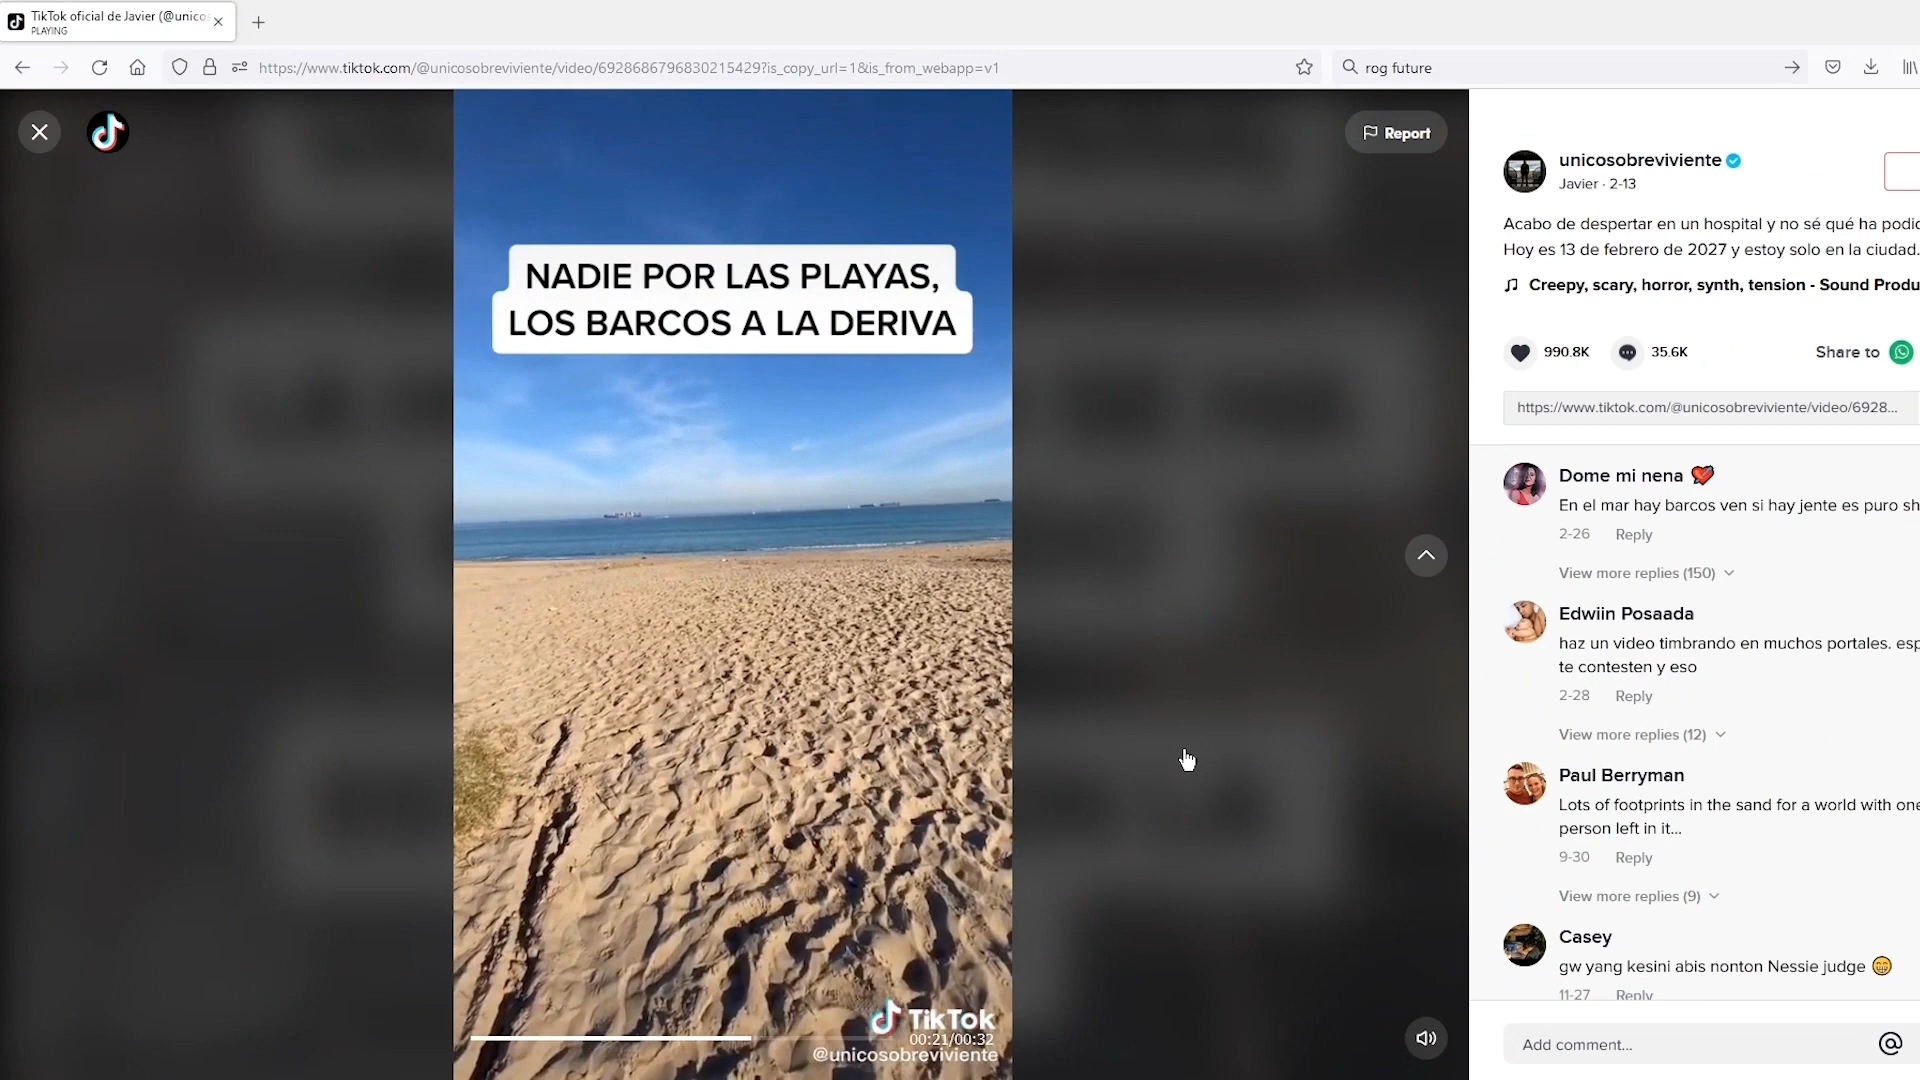 TikTok oficial de Javier (@unico
PLAYING
https://www.tiktok.com/@unicosobreviviente/video/6928686796830215429?is_copy_url=1&is_from_webapp=v1
rog future
Report
NADIE POR LAS PLAYAS,
LOS BARCOS A LA DERIVA
TikTok
00:21/00:32
@unicosobreviviente
unicosobreviviente
Javier · 2-13
Acabo de despertar en un hospital y no sé qué ha podi
Hoy es 13 de febrero de 2027 y estoy solo en la ciudad.
Creepy, scary, horror, synth, tension - Sound Produ
990.8K
35.6K
Share to
https://www.tiktok.com/@unicosobreviviente/video/6928...
Dome mi nena 💘
En el mar hay barcos ven si hay jente es puro sh
2-26 Reply
View more replies (150)
Edwiin Posaada
haz un video timbrando en muchos portales. esp
te contesten y eso
2-28 Reply
View more replies (12)
Paul Berryman
Lots of footprints in the sand for a world with one
person left in it...
9-30 Reply
View more replies (9)
Casey
gw yang kesini abis nonton Nessie judge 😁
11-27 Reply
Add comment...
@